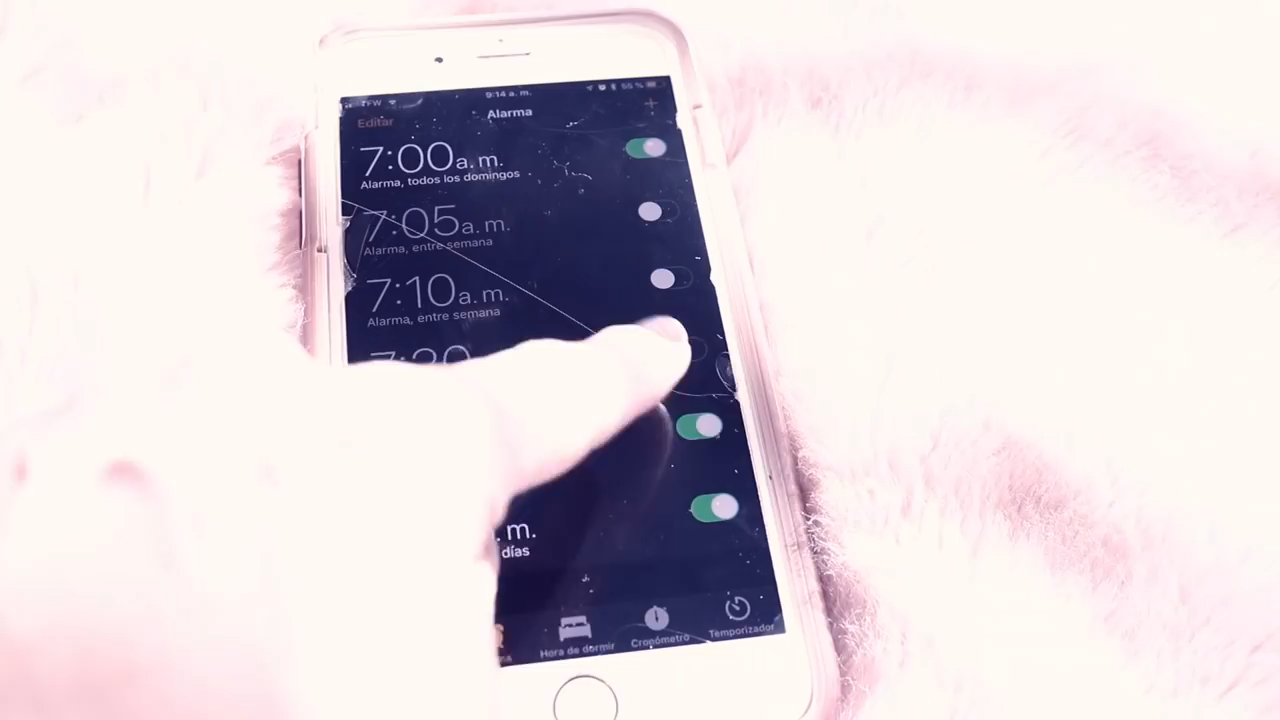 TFW 9:14 a. m. 55 %
Editar Alarma +
7:00 a. m.
Alarma, todos los domingos
7:05 a. m.
Alarma, entre semana
7:10 a. m.
Alarma, entre semana
. m.
días
Hora de dormir Cronómetro Temporizador